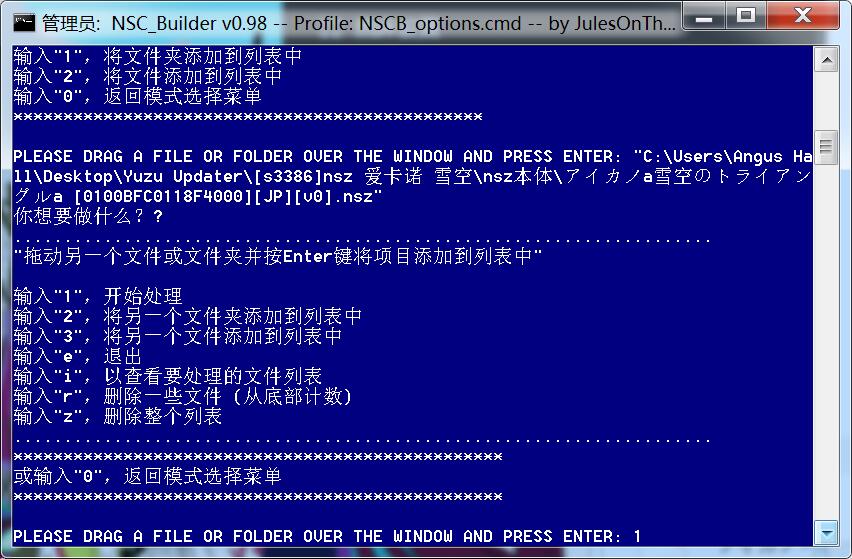 管理员: NSC_Builder v0.98 -- Profile: NSCB_options.cmd -- by JulesOnTh...
输入"1"，将文件夹添加到列表中
输入"2"，将文件添加到列表中
输入"0"，返回模式选择菜单
***********************************************
PLEASE DRAG A FILE OR FOLDER OVER THE WINDOW AND PRESS ENTER: "C:\Users\Angus Ha
ll\Desktop\Yuzu Updater\[s3386]nsz 爱卡诺 雪空\nsz本体\アイカノa雪空のトライアン
グルa [0100BFC0118F4000][JP][v0].nsz"
你想要做什么？?
......................................................................
"拖动另一个文件或文件夹并按Enter键将项目添加到列表中"
输入"1"，开始处理
输入"2"，将另一个文件夹添加到列表中
输入"3"，将另一个文件添加到列表中
输入"e"，退出
输入"i"，以查看要处理的文件列表
输入"r"，删除一些文件 (从底部计数)
输入"z"，删除整个列表
......................................................................
*************************************************
或输入"0"，返回模式选择菜单
*************************************************
PLEASE DRAG A FILE OR FOLDER OVER THE WINDOW AND PRESS ENTER: 1